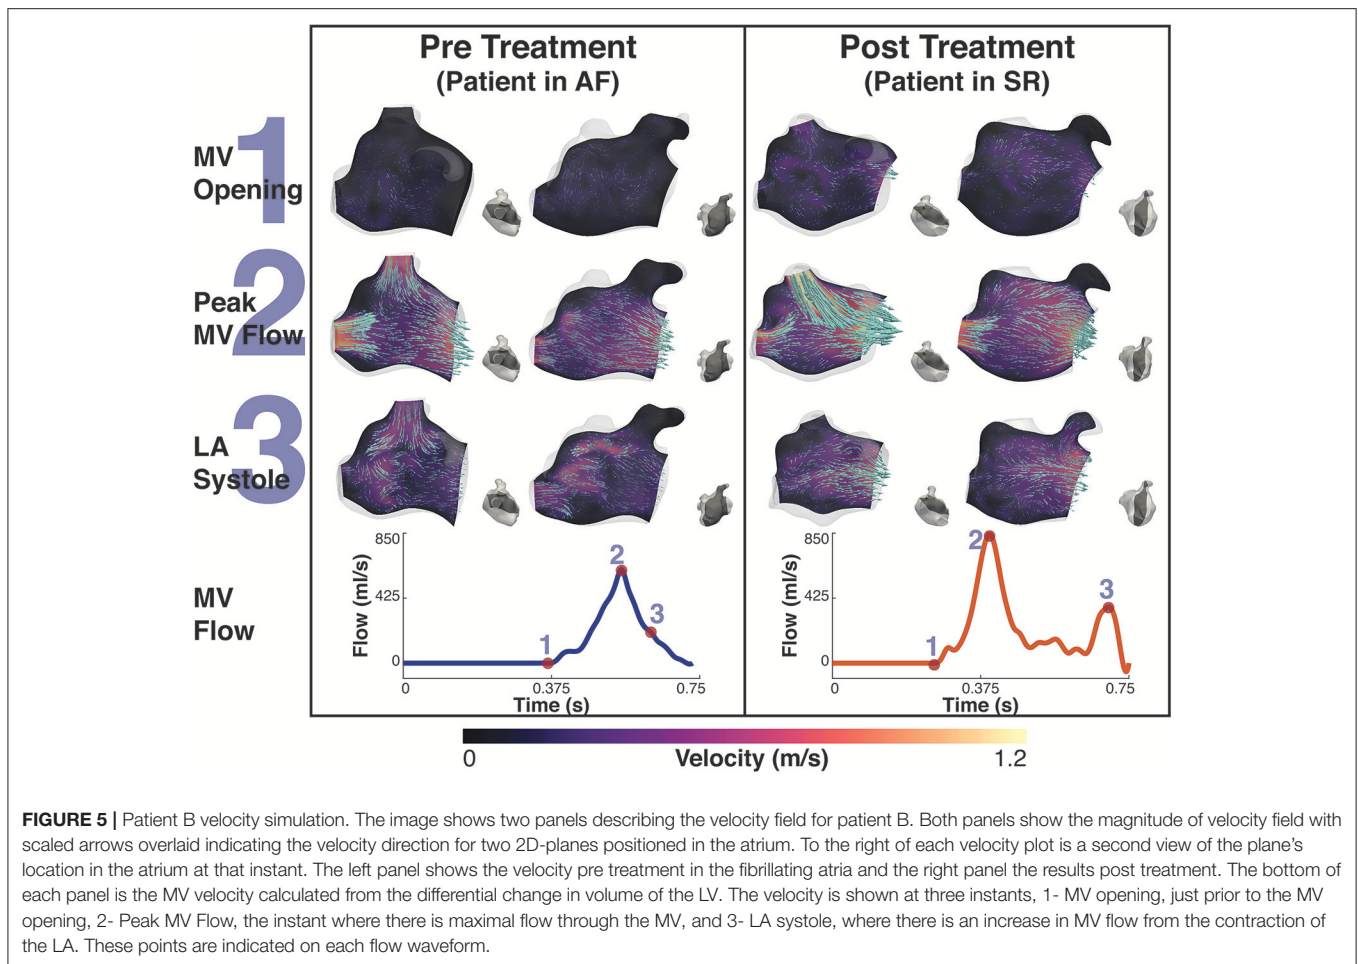 Pre Treatment
(Patient in AF)
Post Treatment
(Patient in SR)
1
MV
Opening
2
Peak
MV Flow
3
LA
Systole
MV
Flow
Flow (ml/s)
850
425
0
1
2
3
0 0.375 0.75
Time (s)
Flow (ml/s)
850
425
0
1
2
3
0 0.375 0.75
Time (s)
0 Velocity (m/s) 1.2
FIGURE 5 | Patient B velocity simulation. The image shows two panels describing the velocity field for patient B. Both panels show the magnitude of velocity field with
scaled arrows overlaid indicating the velocity direction for two 2D-planes positioned in the atrium. To the right of each velocity plot is a second view of the plane’s
location in the atrium at that instant. The left panel shows the velocity pre treatment in the fibrillating atria and the right panel the results post treatment. The bottom of
each panel is the MV velocity calculated from the differential change in volume of the LV. The velocity is shown at three instants, 1- MV opening, just prior to the MV
opening, 2- Peak MV Flow, the instant where there is maximal flow through the MV, and 3- LA systole, where there is an increase in MV flow from the contraction of
the LA. These points are indicated on each flow waveform.